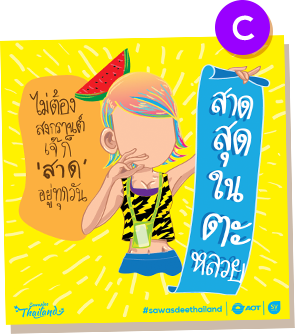 C
ไม่ต้อง
สงกรานต์
เจ๊ก็
'สาด'
อยู่ทุกวัน
สาด
สุด
ใน
ตะ
หลวย
Sawasdee
Thailand
#sawasdeethailand
AOT